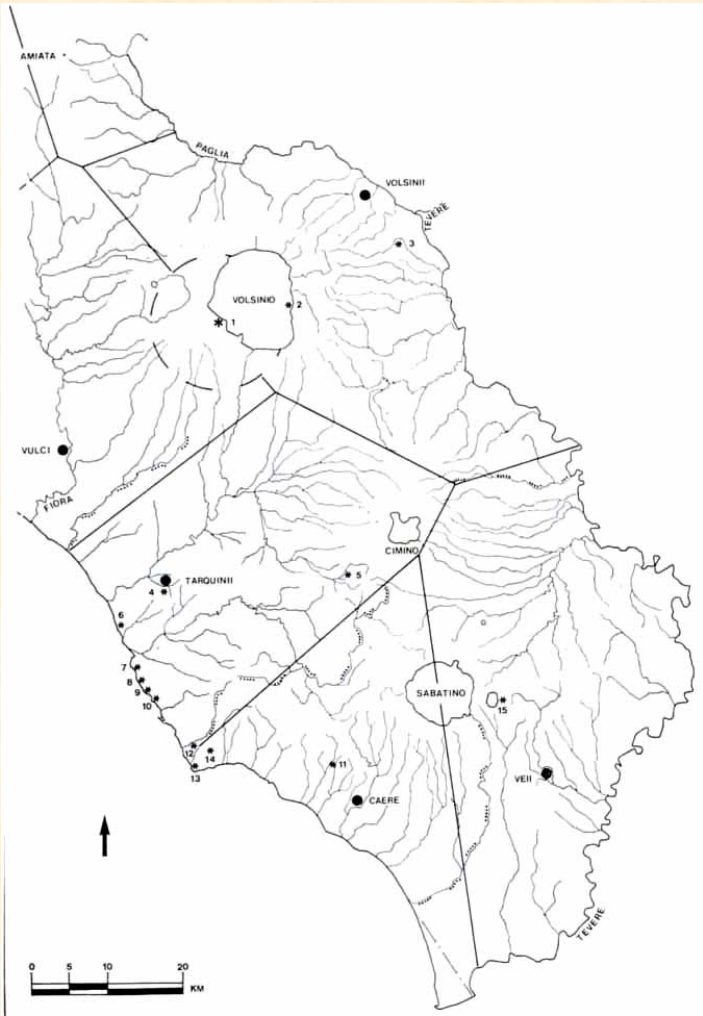 AMIATA
PAGLIA
VOLSINII
TEVERE
3
VOLSINIO
2
1
VULCI
FIORA
CIMINO
TARQUINII
5
4
6
7
8
9
10
SABATINO
15
12
14
13
11
VEII
CAERE
TEVERE
0 5 10 20
KM